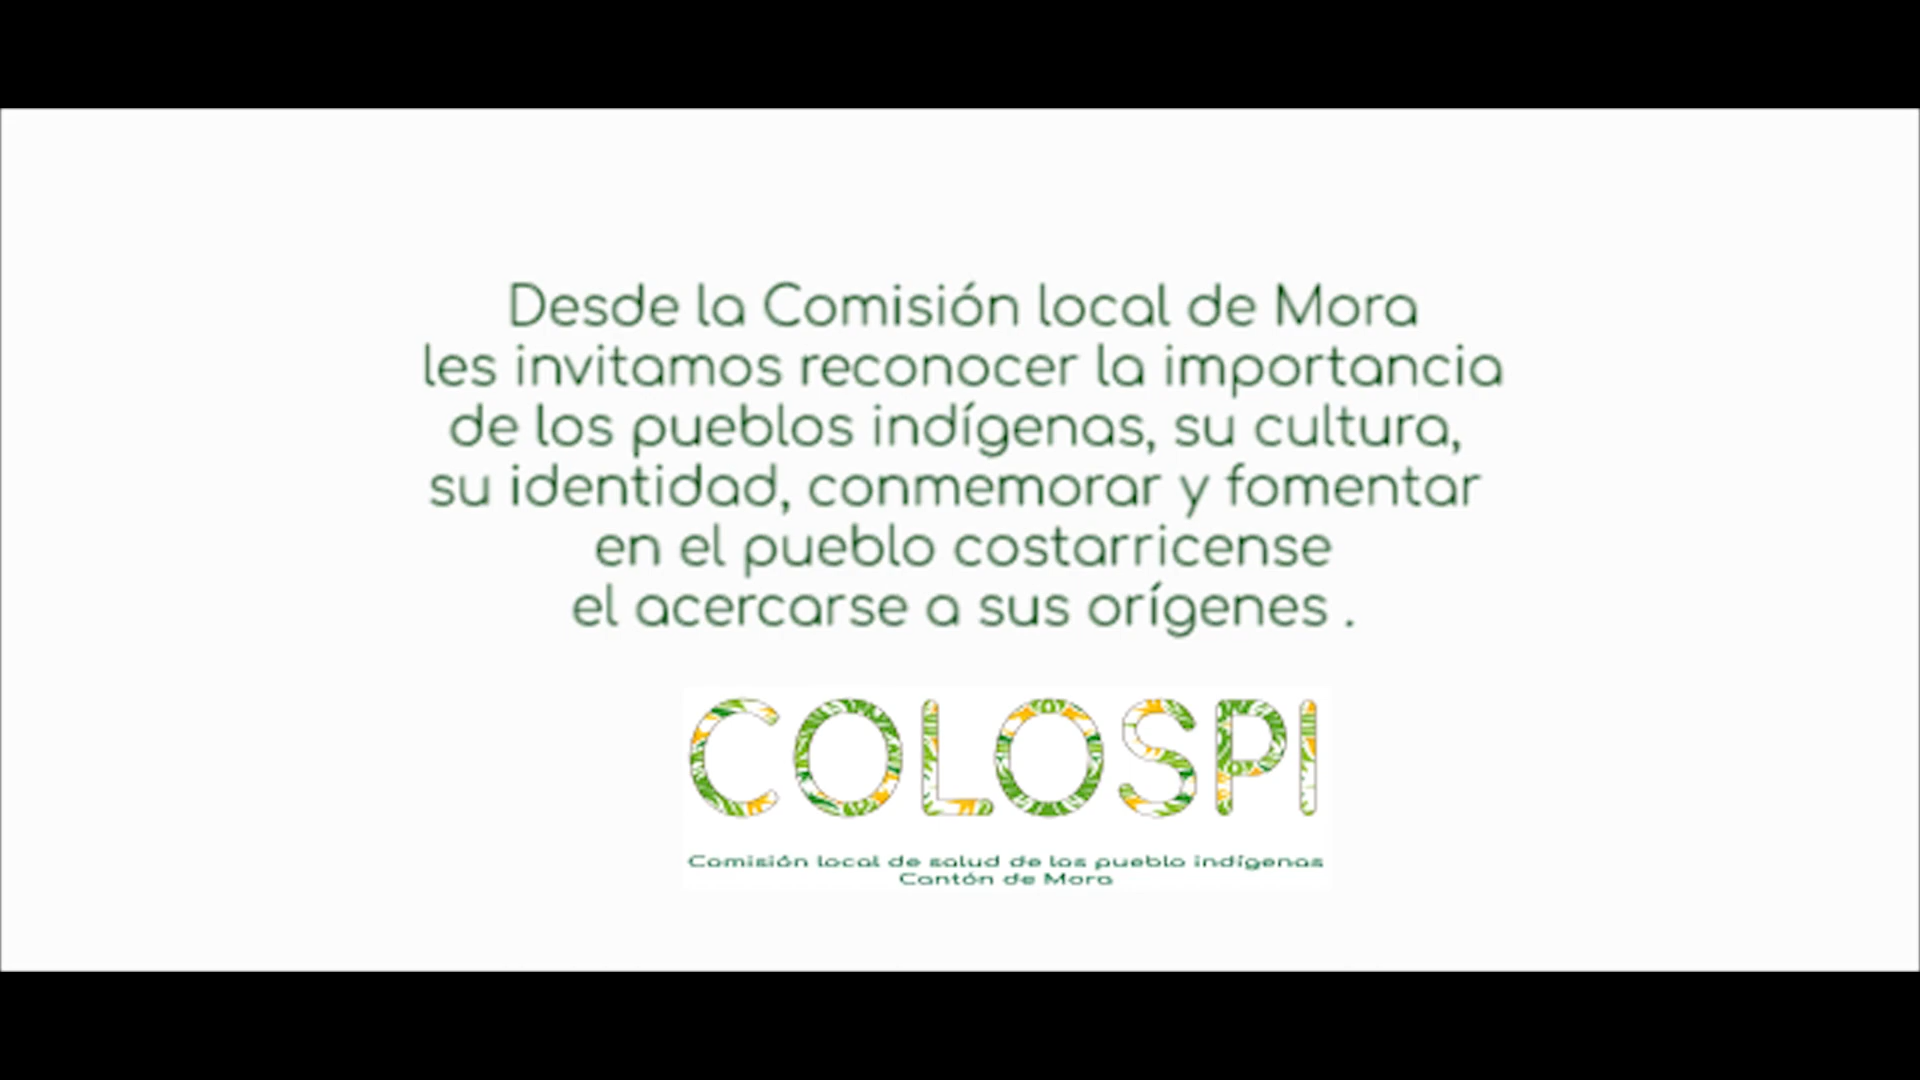 Desde la Comisión local de Mora
les invitamos reconocer la importancia
de los pueblos indígenas, su cultura,
su identidad, conmemorar y fomentar
en el pueblo costarricense
el acercarse a sus orígenes .
COLOSPI
Comisión local de salud de los pueblo indígenas
Cantón de Mora